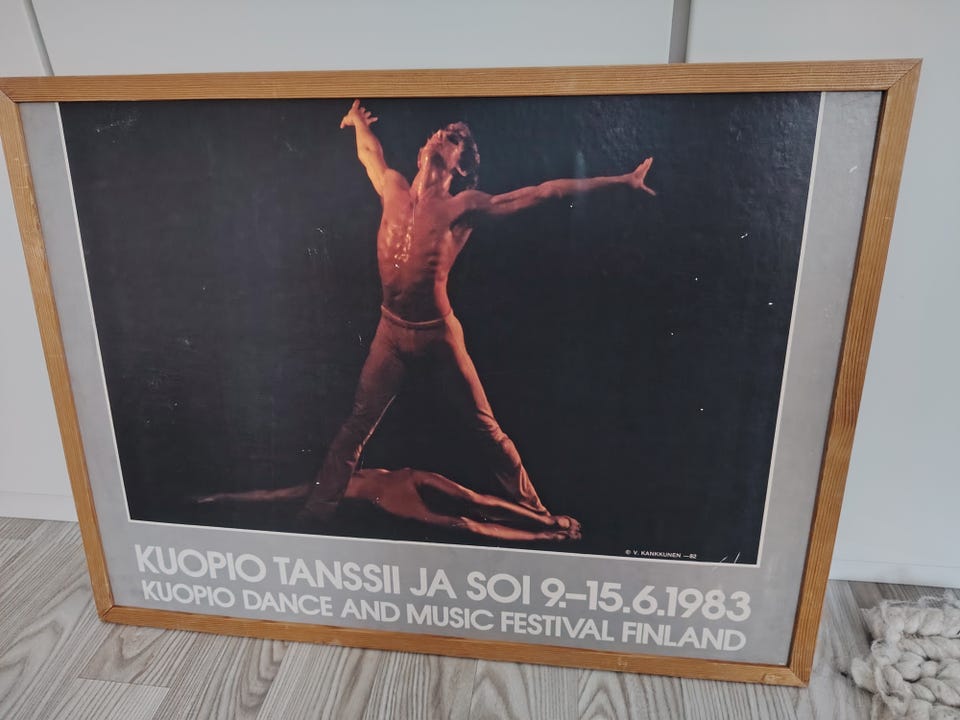 © V. KANKKUNEN —82
KUOPIO TANSSII JA SOI 9.–15.6.1983
KUOPIO DANCE AND MUSIC FESTIVAL FINLAND